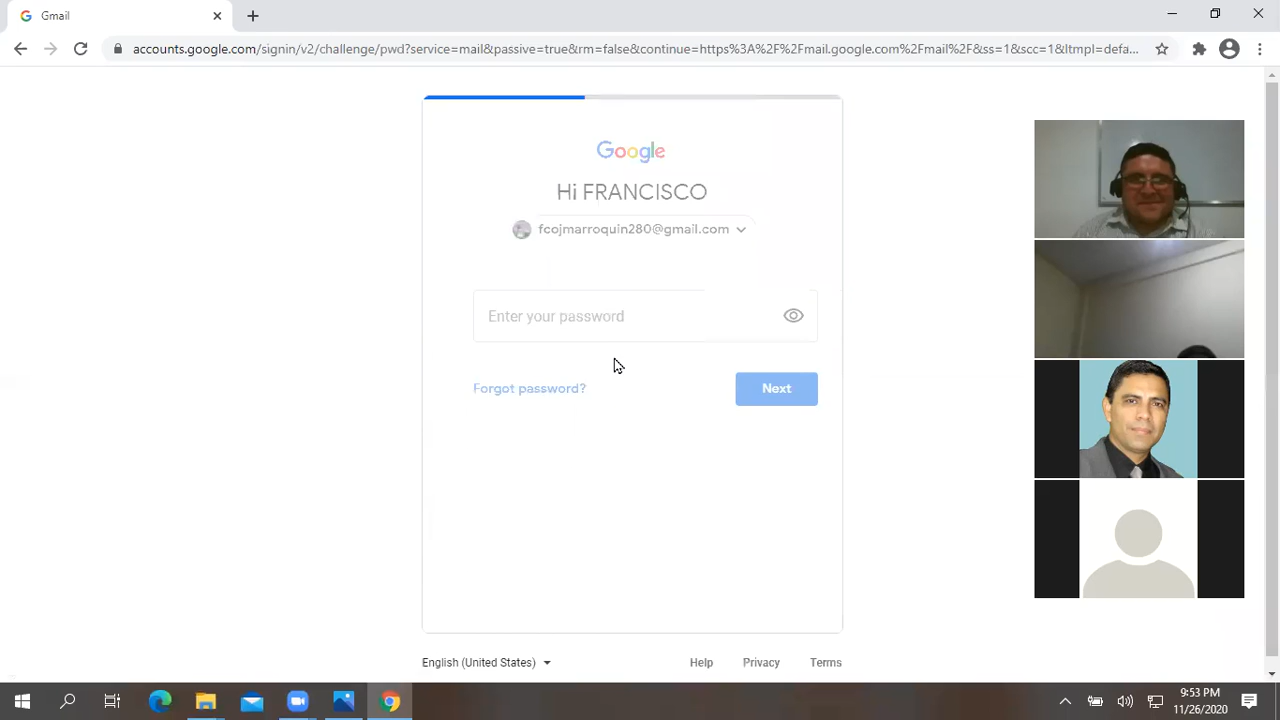 Gmail
accounts.google.com/signin/v2/challenge/pwd?service=mail&passive=true&rm=false&continue=https%3A%2F%2Fmail.google.com%2Fmail%2F&ss=1&scc=1&ltmpl=defa...
Google
Hi FRANCISCO
fcojmarroquin280@gmail.com
Enter your password
Forgot password?
Next
English (United States)
Help
Privacy
Terms
9:53 PM
11/26/2020